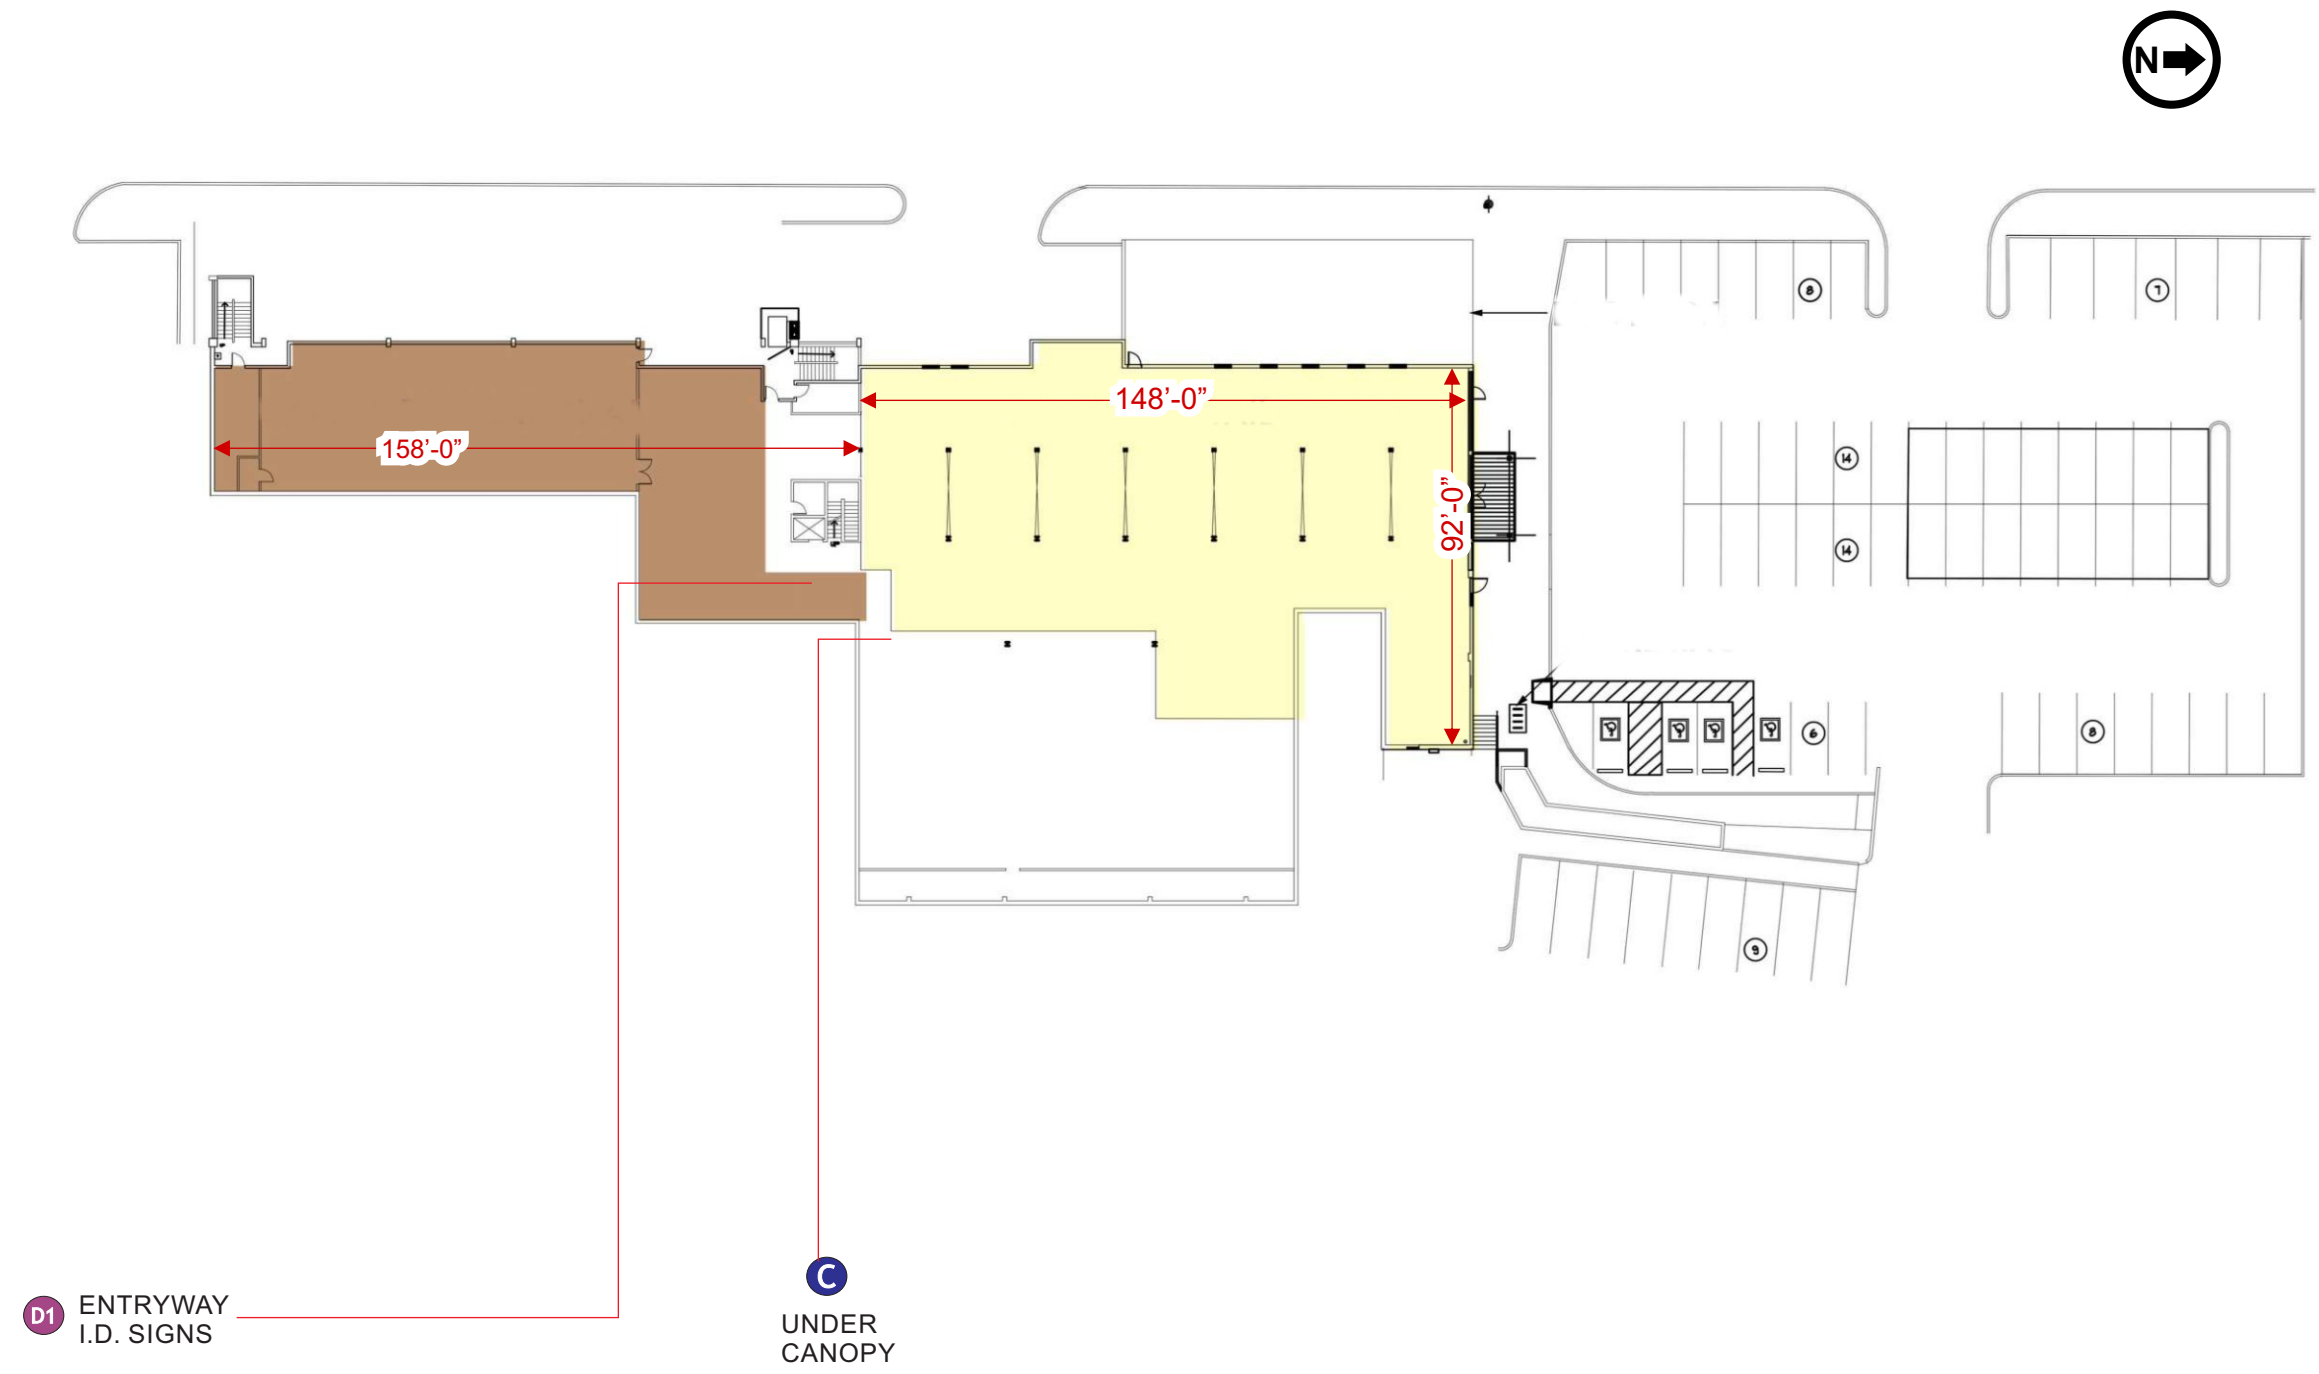 N
8
7
148’-0”
158’-0”
14
92’-0”
14
6
8
9
C
D1
ENTRYWAY
I.D. SIGNS
UNDER
CANOPY